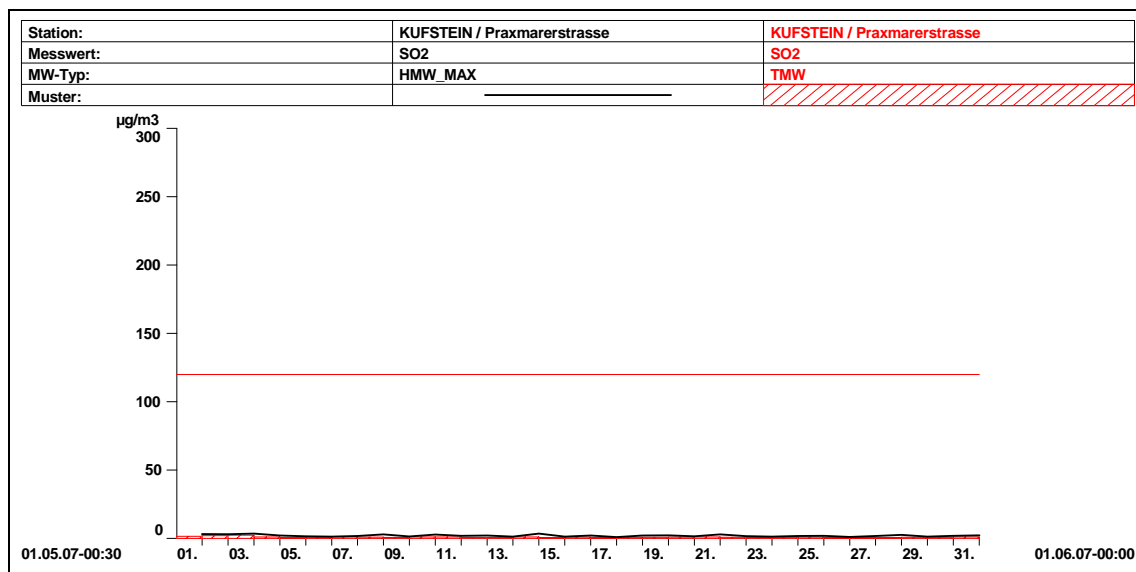 Station: KUFSTEIN / Praxmarerstrasse KUFSTEIN / Praxmarerstrasse
Messwert: SO2 SO2
MW-Typ: HMW_MAX TMW
Muster:
µg/m3
300
250
200
150
100
50
0
01.05.07-00:30 01. 03. 05. 07. 09. 11. 13. 15. 17. 19. 21. 23. 25. 27. 29. 31. 01.06.07-00:00